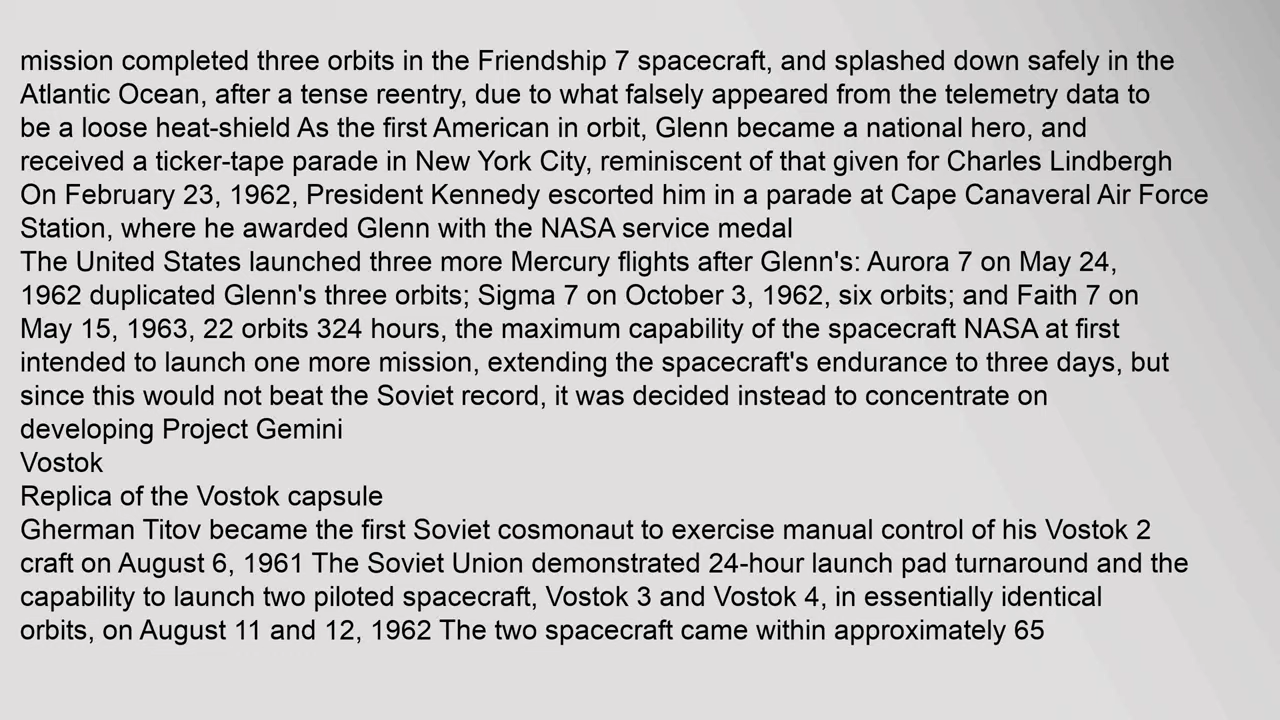 mission completed three orbits in the Friendship 7 spacecraft, and splashed down safely in the
Atlantic Ocean, after a tense reentry, due to what falsely appeared from the telemetry data to
be a loose heat-shield As the first American in orbit, Glenn became a national hero, and
received a ticker-tape parade in New York City, reminiscent of that given for Charles Lindbergh
On February 23, 1962, President Kennedy escorted him in a parade at Cape Canaveral Air Force
Station, where he awarded Glenn with the NASA service medal
The United States launched three more Mercury flights after Glenn's: Aurora 7 on May 24,
1962 duplicated Glenn's three orbits; Sigma 7 on October 3, 1962, six orbits; and Faith 7 on
May 15, 1963, 22 orbits 324 hours, the maximum capability of the spacecraft NASA at first
intended to launch one more mission, extending the spacecraft's endurance to three days, but
since this would not beat the Soviet record, it was decided instead to concentrate on
developing Project Gemini
Vostok
Replica of the Vostok capsule
Gherman Titov became the first Soviet cosmonaut to exercise manual control of his Vostok 2
craft on August 6, 1961 The Soviet Union demonstrated 24-hour launch pad turnaround and the
capability to launch two piloted spacecraft, Vostok 3 and Vostok 4, in essentially identical
orbits, on August 11 and 12, 1962 The two spacecraft came within approximately 65